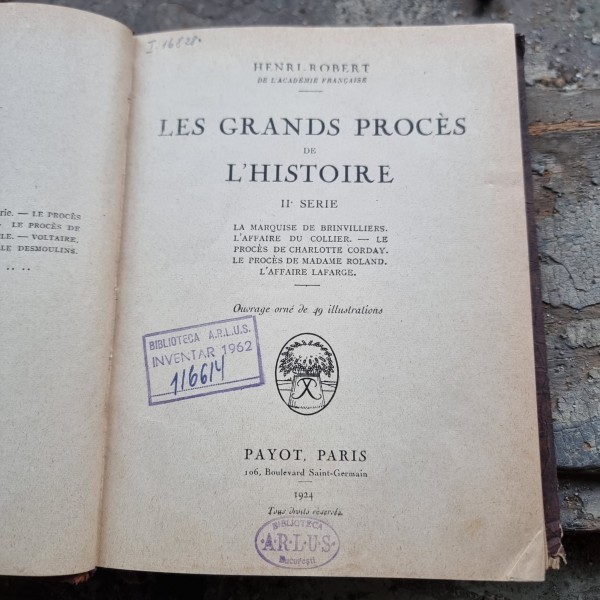 rie. — LE PROCÈS
LE PROCÈS DE
LE. — VOLTAIRE,
LE DESMOULINS.
I 16828
HENRI-ROBERT
DE L'ACADÉMIE FRANÇAISE
LES GRANDS PROCÈS
DE
L'HISTOIRE
IIe SERIE
LA MARQUISE DE BRINVILLIERS.
L'AFFAIRE DU COLLIER. — LE
PROCÈS DE CHARLOTTE CORDAY.
LE PROCÈS DE MADAME ROLAND.
L'AFFAIRE LAFARGE.
Ouvrage orné de 49 illustrations
BIBLIOTECA A.R.L.U.S.
INVENTAR 1962
116614
PAYOT, PARIS
106, Boulevard Saint-Germain
1924
Tous droits réservés.
BIBLIOTECA
A·R·L·U·S·
București